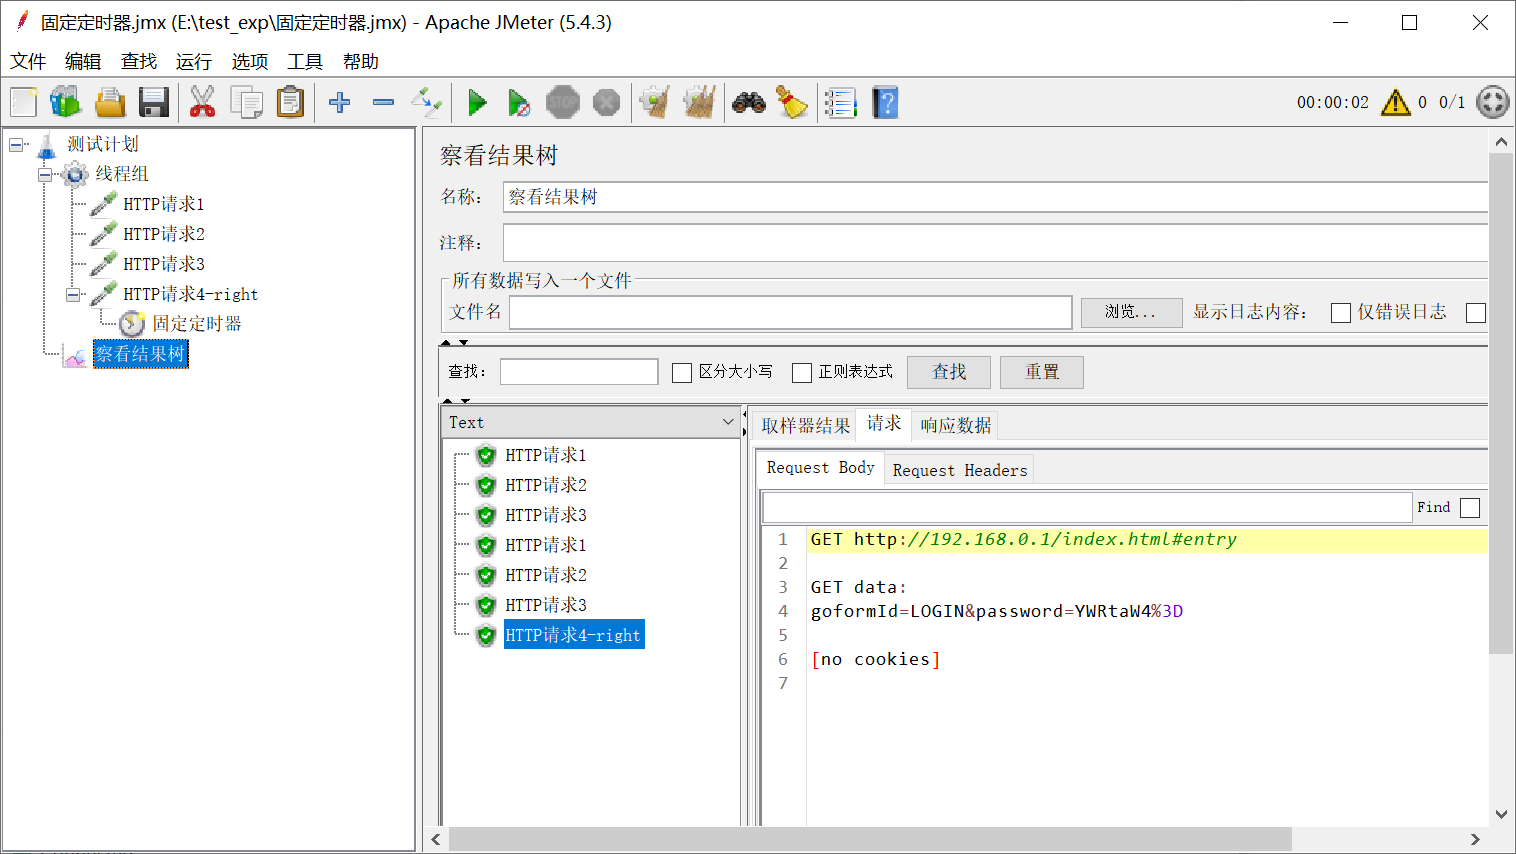 固定定时器.jmx (E:\test_exp\固定定时器.jmx) - Apache JMeter (5.4.3)
文件 编辑 查找 运行 选项 工具 帮助
STOP
00:00:02 0 0/1
测试计划
线程组
HTTP请求1
HTTP请求2
HTTP请求3
HTTP请求4-right
固定定时器
察看结果树
察看结果树
名称: 察看结果树
注释:
所有数据写入一个文件
文件名 浏览... 显示日志内容: 仅错误日志
查找: 区分大小写 正则表达式 查找 重置
Text
HTTP请求1
HTTP请求2
HTTP请求3
HTTP请求1
HTTP请求2
HTTP请求3
HTTP请求4-right
取样器结果 请求 响应数据
Request Body Request Headers
Find
1 GET http://192.168.0.1/index.html#entry
2
3 GET data:
4 goformId=LOGIN&password=YWRtaW4%3D
5
6 [no cookies]
7